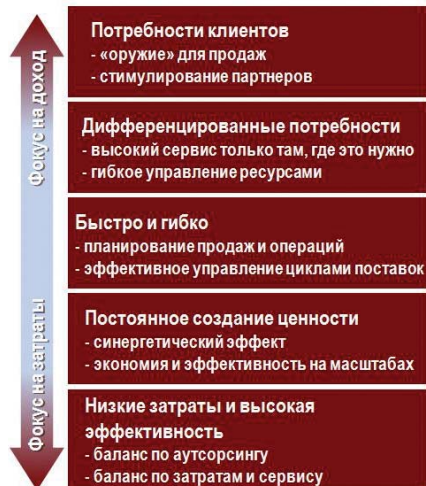 Фокус на доход
Фокус на затраты
Потребности клиентов
- «оружие» для продаж
- стимулирование партнеров
Дифференцированные потребности
- высокий сервис только там, где это нужно
- гибкое управление ресурсами
Быстро и гибко
- планирование продаж и операций
- эффективное управление циклами поставок
Постоянное создание ценности
- синергетический эффект
- экономия и эффективность на масштабах
Низкие затраты и высокая
эффективность
- баланс по аутсорсингу
- баланс по затратам и сервису